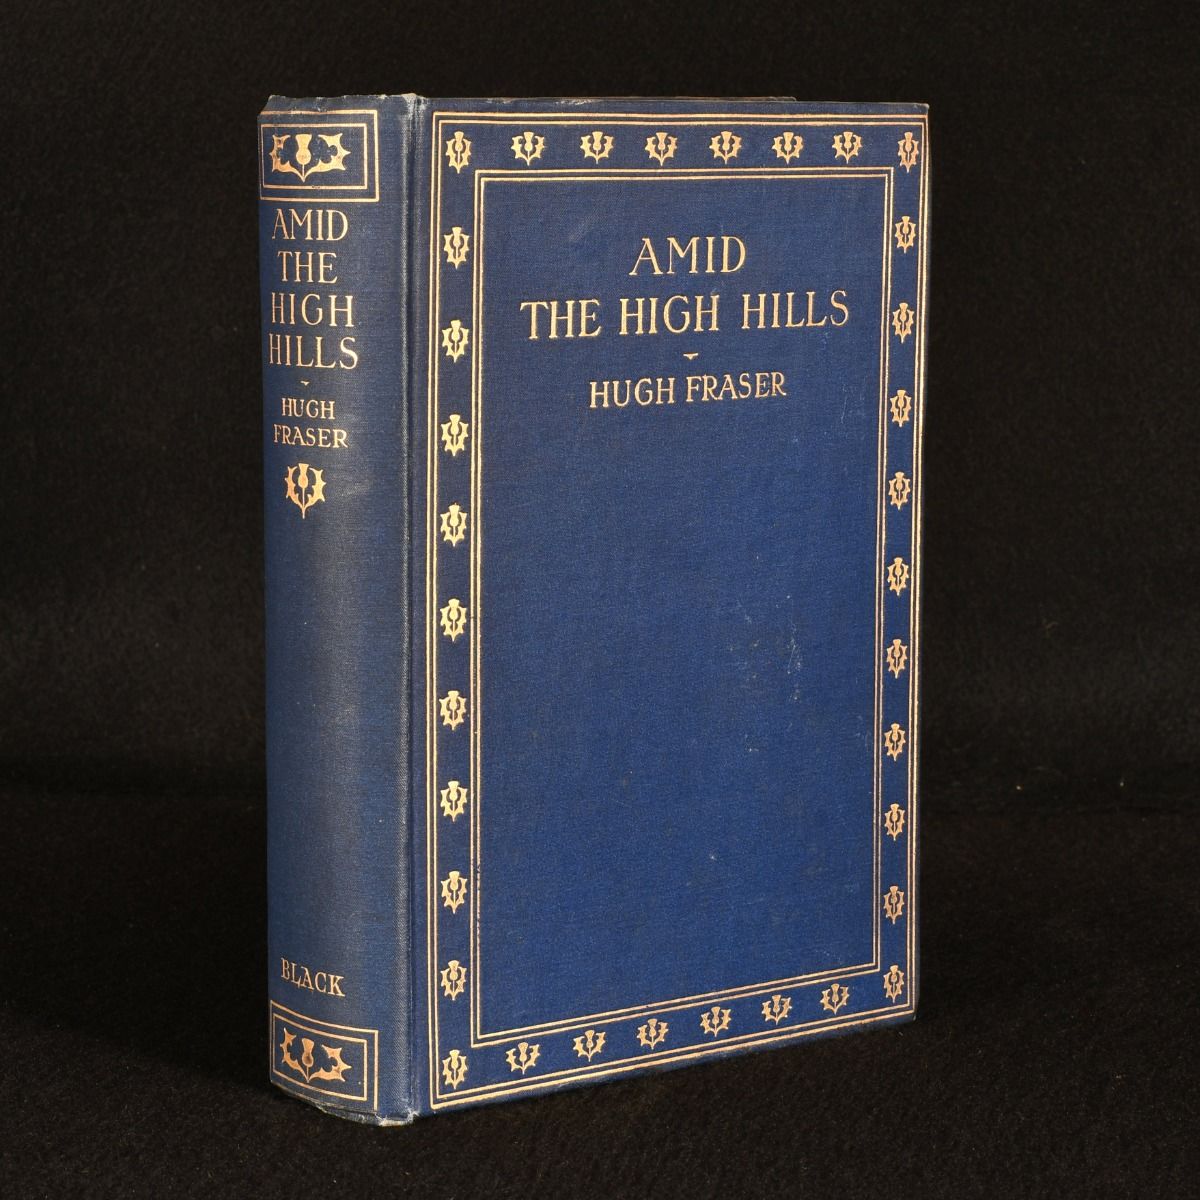 AMID
THE
HIGH
HILLS
HUGH
FRASER
BLACK
AMID
THE HIGH HILLS
HUGH FRASER